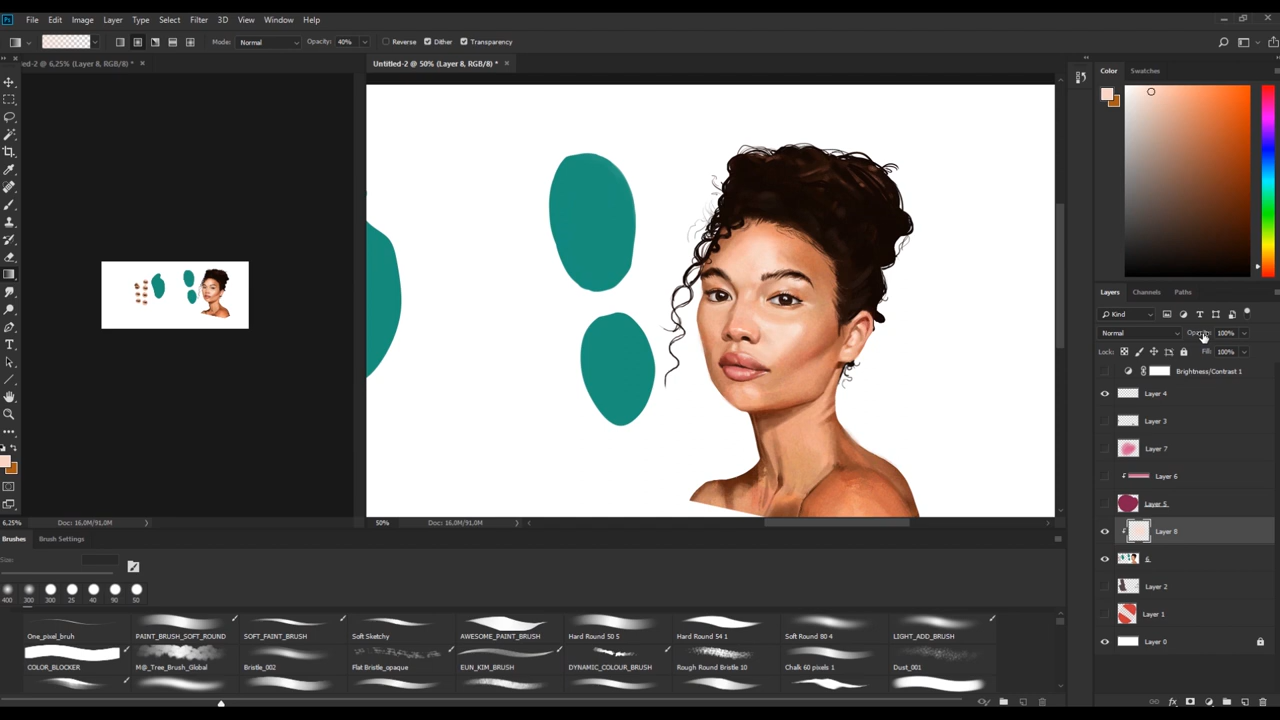 Ps File Edit Image Layer Type Select Filter 3D View Window Help
Mode: Normal Opacity: 40% Reverse Dither Transparency
ed-2 @ 6,25% (Layer 8, RGB/8) * × Untitled-2 @ 50% (Layer 8, RGB/8) * ×
Color Swatches
Layers Channels Paths
Kind
Normal Opacity: 100%
Lock: Fill: 100%
Brightness/Contrast 1
Layer 4
Layer 3
Layer 7
Layer 6
Layer 5
Layer 8
6
Layer 2
Layer 1
Layer 0
6,25% Doc: 16,0M/91,0M 50% Doc: 16,0M/91,0M
Brushes Brush Settings
Size:
400 300 300 25 40 90 50
One_pixel_bruh PAINT_BRUSH_SOFT_ROUND SOFT_FAINT_BRUSH Soft Sketchy AWESOME_PAINT_BRUSH Hard Round 50 5 Hard Round 54 1 Soft Round 80 4 LIGHT_ADD_BRUSH
COLOR_BLOCKER M@_Tree_Brush_Global Bristle_002 Flat Bristle_opaque EUN_KIM_BRUSH DYNAMIC_COLOUR_BRUSH Rough Round Bristle 10 Chalk 60 pixels 1 Dust_001